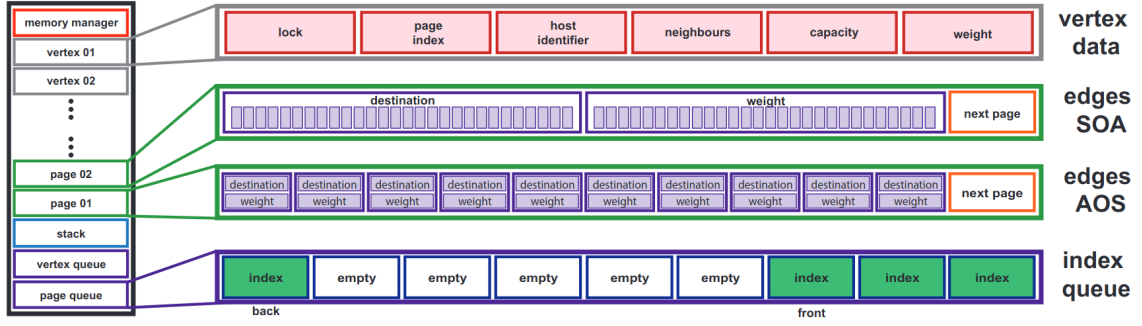 memory manager
vertex 01
vertex 02
page 02
page 01
stack
vertex queue
page queue
lock
page
index
host
identifier
neighbours
capacity
weight
vertex
data
destination
weight
next page
edges
SOA
destination destination destination destination destination destination destination destination destination destination
weight weight weight weight weight weight weight weight weight weight
next page
edges
AOS
index empty empty empty empty empty index index index
back
front
index
queue